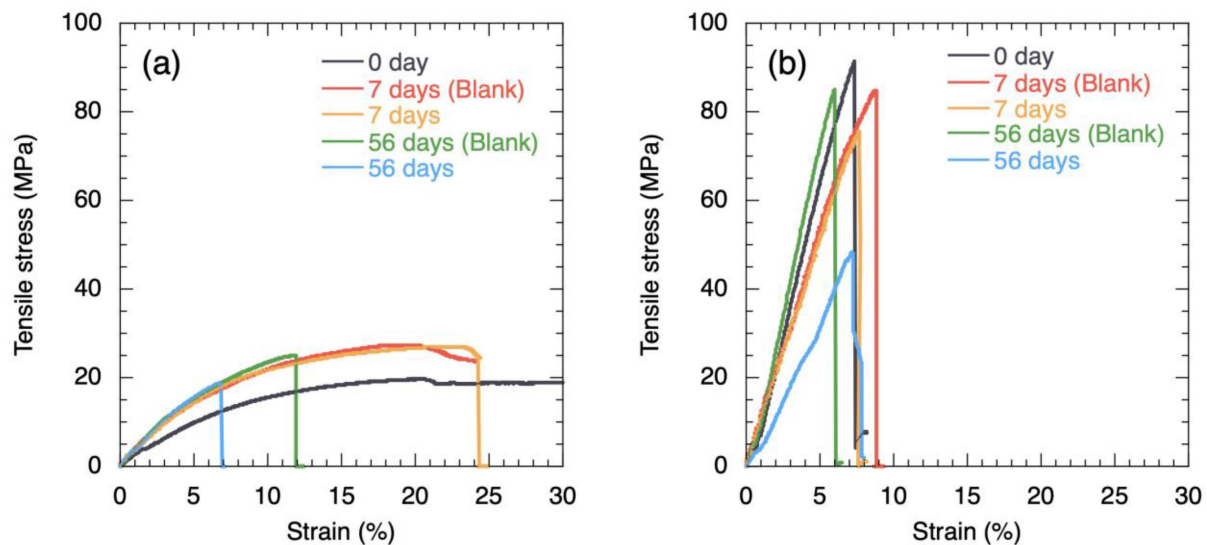 (a)
0 day
7 days (Blank)
7 days
56 days (Blank)
56 days
100
80
60
40
20
0
Tensile stress (MPa)
0 5 10 15 20 25 30
Strain (%)
(b)
0 day
7 days (Blank)
7 days
56 days (Blank)
56 days
100
80
60
40
20
0
Tensile stress (MPa)
0 5 10 15 20 25 30
Strain (%)